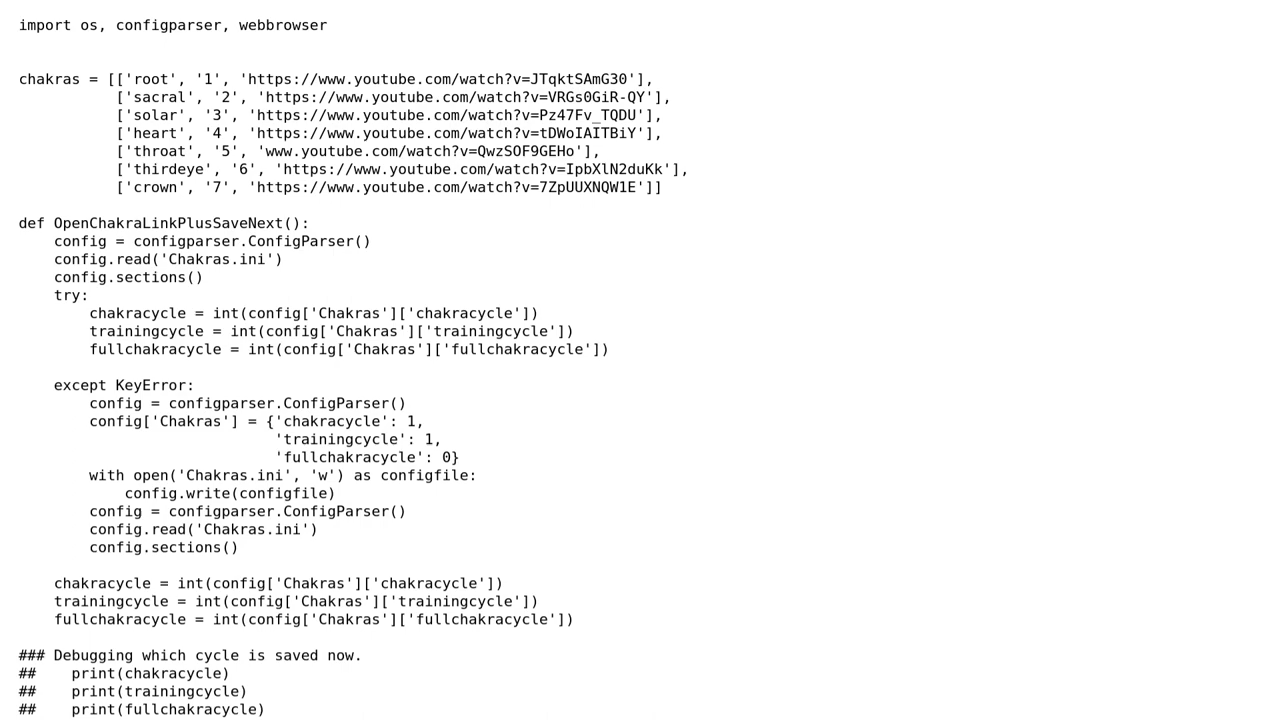 import os, configparser, webbrowser
chakras = [['root', '1', 'https://www.youtube.com/watch?v=JTqktSAmG30'],
['sacral', '2', 'https://www.youtube.com/watch?v=VRGs0GiR-QY'],
['solar', '3', 'https://www.youtube.com/watch?v=Pz47Fv_TQDU'],
['heart', '4', 'https://www.youtube.com/watch?v=tDWoIAITBiY'],
['throat', '5', 'www.youtube.com/watch?v=QwzSOF9GEHo'],
['thirdeye', '6', 'https://www.youtube.com/watch?v=IpbXlN2duKk'],
['crown', '7', 'https://www.youtube.com/watch?v=7ZpUUXNQW1E']]
def OpenChakraLinkPlusSaveNext():
config = configparser.ConfigParser()
config.read('Chakras.ini')
config.sections()
try:
chakracycle = int(config['Chakras']['chakracycle'])
trainingcycle = int(config['Chakras']['trainingcycle'])
fullchakracycle = int(config['Chakras']['fullchakracycle'])
except KeyError:
config = configparser.ConfigParser()
config['Chakras'] = {'chakracycle': 1,
'trainingcycle': 1,
'fullchakracycle': 0}
with open('Chakras.ini', 'w') as configfile:
config.write(configfile)
config = configparser.ConfigParser()
config.read('Chakras.ini')
config.sections()
chakracycle = int(config['Chakras']['chakracycle'])
trainingcycle = int(config['Chakras']['trainingcycle'])
fullchakracycle = int(config['Chakras']['fullchakracycle'])
### Debugging which cycle is saved now.
##    print(chakracycle)
##    print(trainingcycle)
##    print(fullchakracycle)